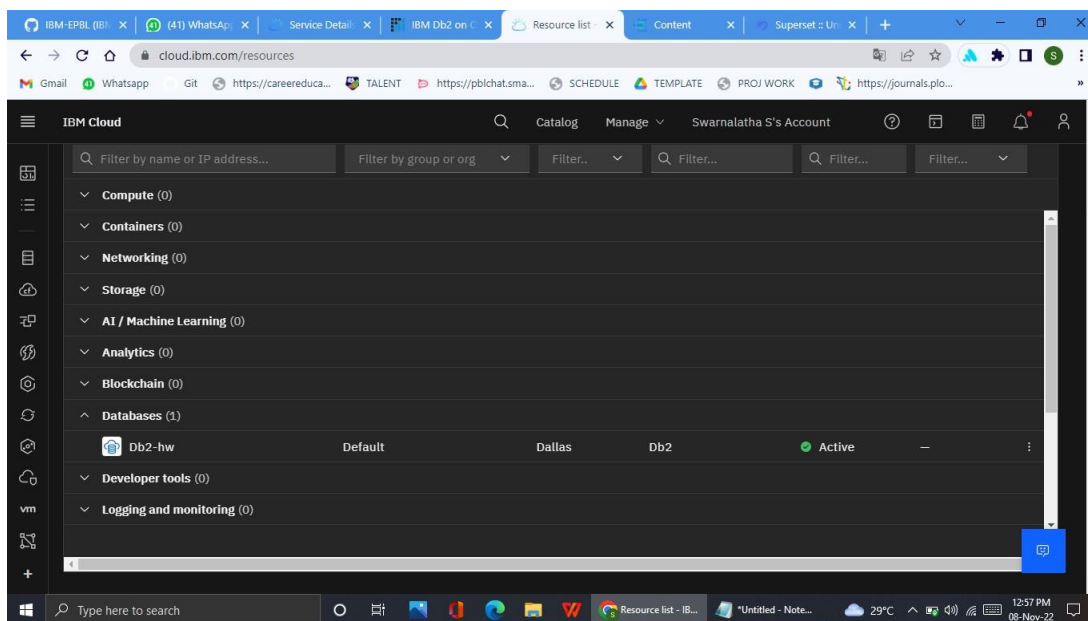 IBM-EPBL (IBM
(41) WhatsApp
Service Details
IBM Db2 on C
Resource list -
Content
Superset :: Un
cloud.ibm.com/resources
S
Gmail
Whatsapp
Git
https://careereduca...
TALENT
https://pblchat.sma...
SCHEDULE
TEMPLATE
PROJ WORK
https://journals.plo...
»
IBM Cloud
Catalog
Manage
Swarnalatha S's Account
Filter by name or IP address...
Filter by group or org
Filter..
Filter...
Filter...
Filter...
Compute (0)
Containers (0)
Networking (0)
Storage (0)
AI / Machine Learning (0)
Analytics (0)
Blockchain (0)
Databases (1)
Db2-hw Default Dallas Db2 Active —
Developer tools (0)
Logging and monitoring (0)
cf
vm
Type here to search
Resource list - IB...
*Untitled - Note...
29°C
12:57 PM
08-Nov-22